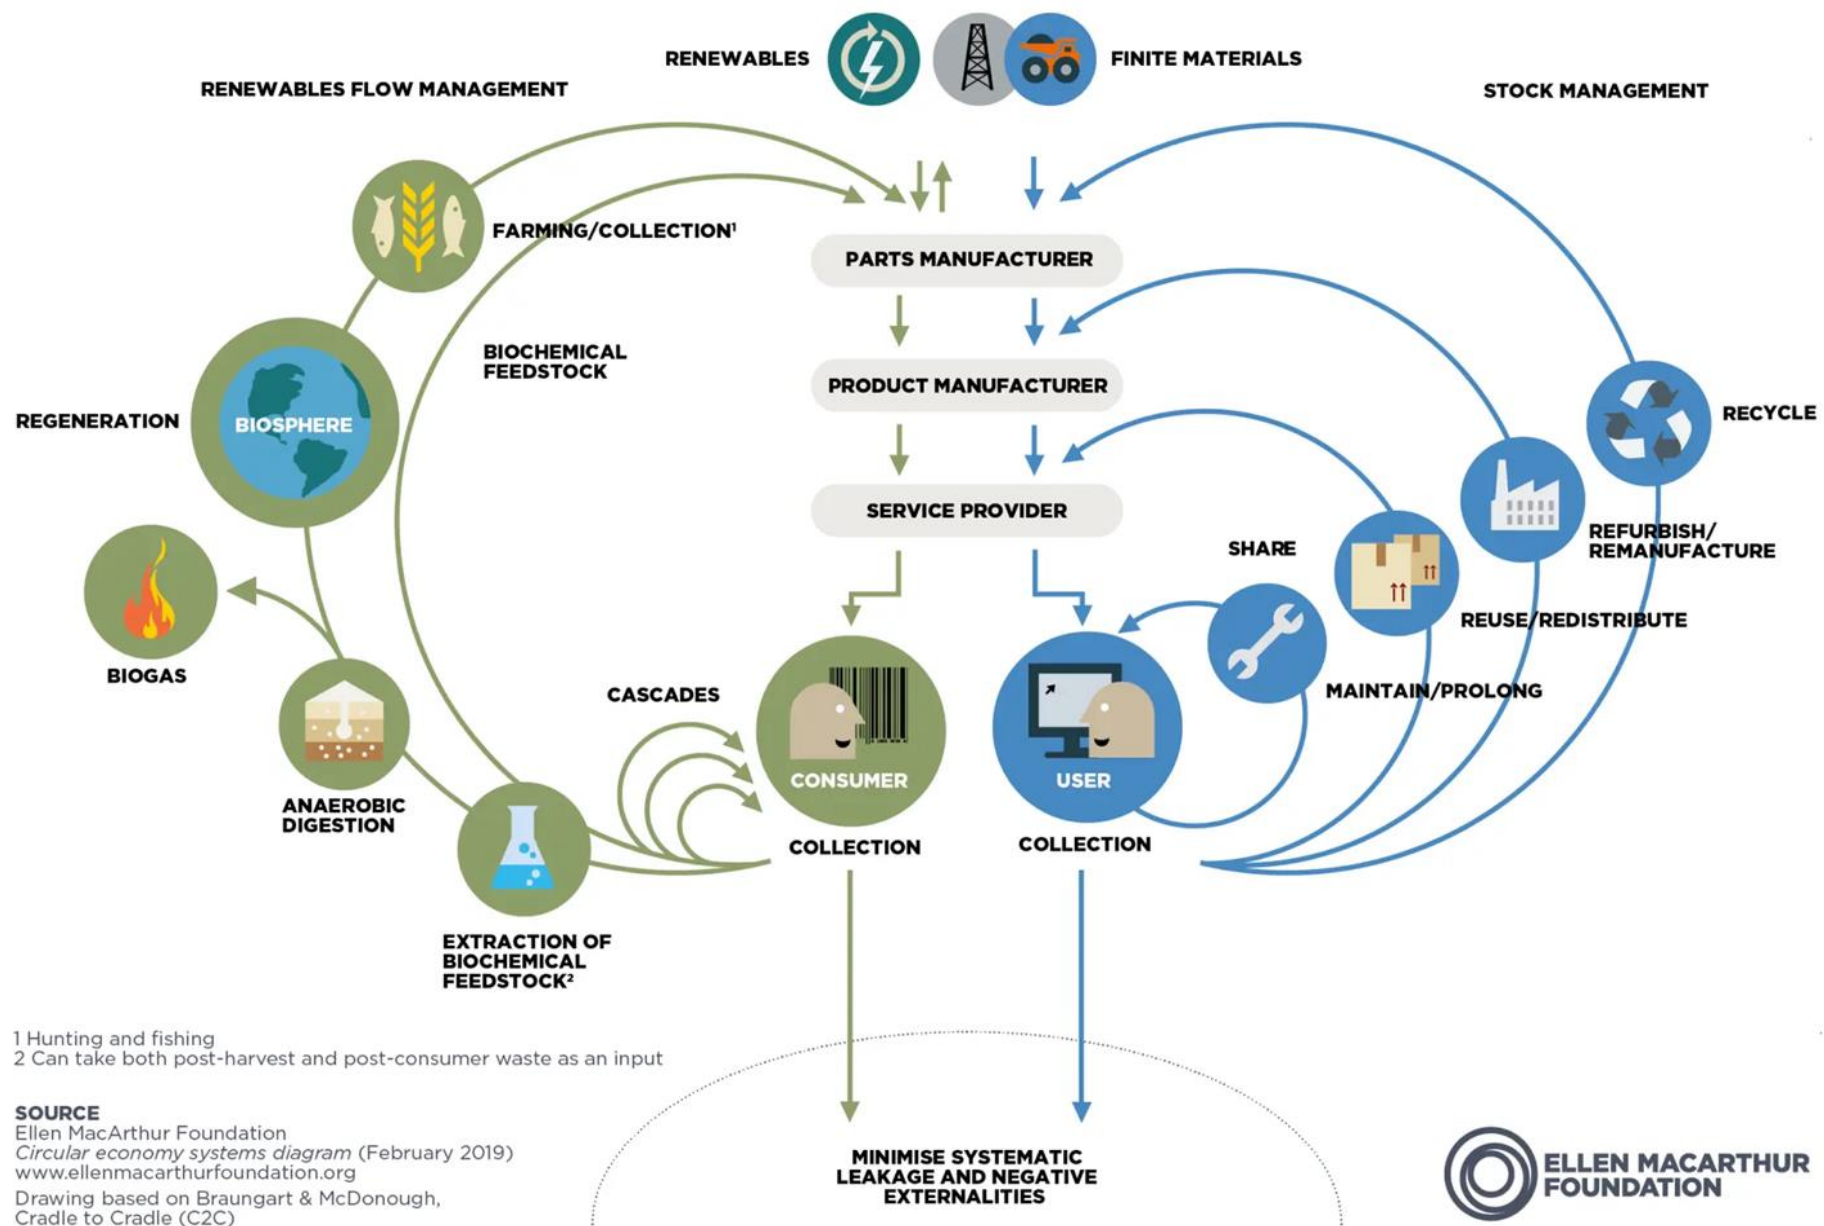 RENEWABLES
FINITE MATERIALS
RENEWABLES FLOW MANAGEMENT
STOCK MANAGEMENT
FARMING/COLLECTION¹
PARTS MANUFACTURER
BIOCHEMICAL
FEEDSTOCK
PRODUCT MANUFACTURER
REGENERATION
BIOSPHERE
RECYCLE
SERVICE PROVIDER
SHARE
REFURBISH/
REMANUFACTURE
REUSE/REDISTRIBUTE
BIOGAS
CASCADES
MAINTAIN/PROLONG
CONSUMER
USER
ANAEROBIC
DIGESTION
COLLECTION
COLLECTION
EXTRACTION OF
BIOCHEMICAL
FEEDSTOCK²
1 Hunting and fishing
2 Can take both post-harvest and post-consumer waste as an input
SOURCE
Ellen MacArthur Foundation
Circular economy systems diagram (February 2019)
www.ellenmacarthurfoundation.org
Drawing based on Braungart & McDonough,
Cradle to Cradle (C2C)
MINIMISE SYSTEMATIC
LEAKAGE AND NEGATIVE
EXTERNALITIES
ELLEN MACARTHUR
FOUNDATION